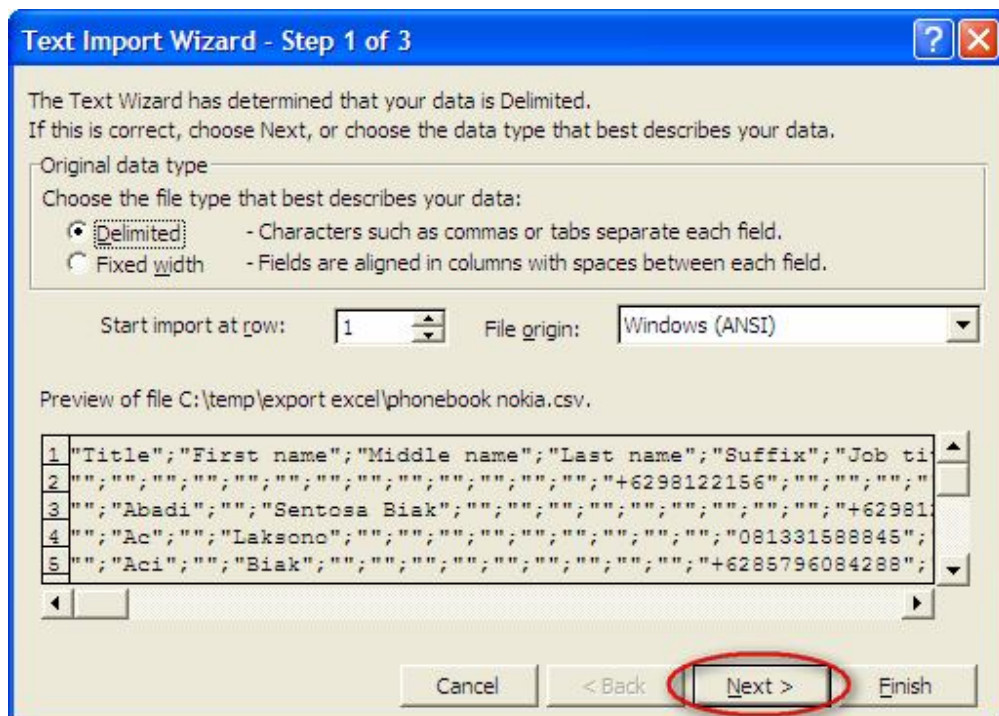 Text Import Wizard - Step 1 of 3
The Text Wizard has determined that your data is Delimited.
If this is correct, choose Next, or choose the data type that best describes your data.
Original data type
Choose the file type that best describes your data:
Delimited - Characters such as commas or tabs separate each field.
Fixed width - Fields are aligned in columns with spaces between each field.
Start import at row: 1 File origin: Windows (ANSI)
Preview of file C:\temp\export excel\phonebook nokia.csv.
1 "Title";"First name";"Middle name";"Last name";"Suffix";"Job ti
2 "";"";"";"";"";"";"";"";"";"";"";"";"";"+6298122156";"";"";"";"
3 "";"Abadi";"";"Sentosa Biak";"";"";"";"";"";"";"";"";"";"+62981
4 "";"Ac";"";"Laksono";"";"";"";"";"";"";"";"";"";"081331588845";
5 "";"Aci";"";"Biak";"";"";"";"";"";"";"";"";"";"+6285796084288";
Cancel < Back Next > Finish